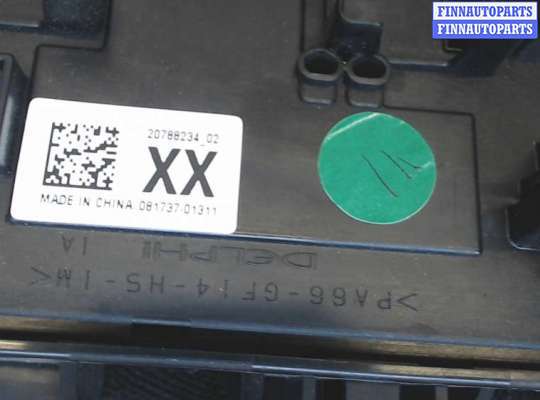 FINNAUTOPARTS
FINNAUTOPARTS
20788234_02
XX
MADE IN CHINA 081737-01311
DELPHI
1A
>PA66-GF14-HS-IM<